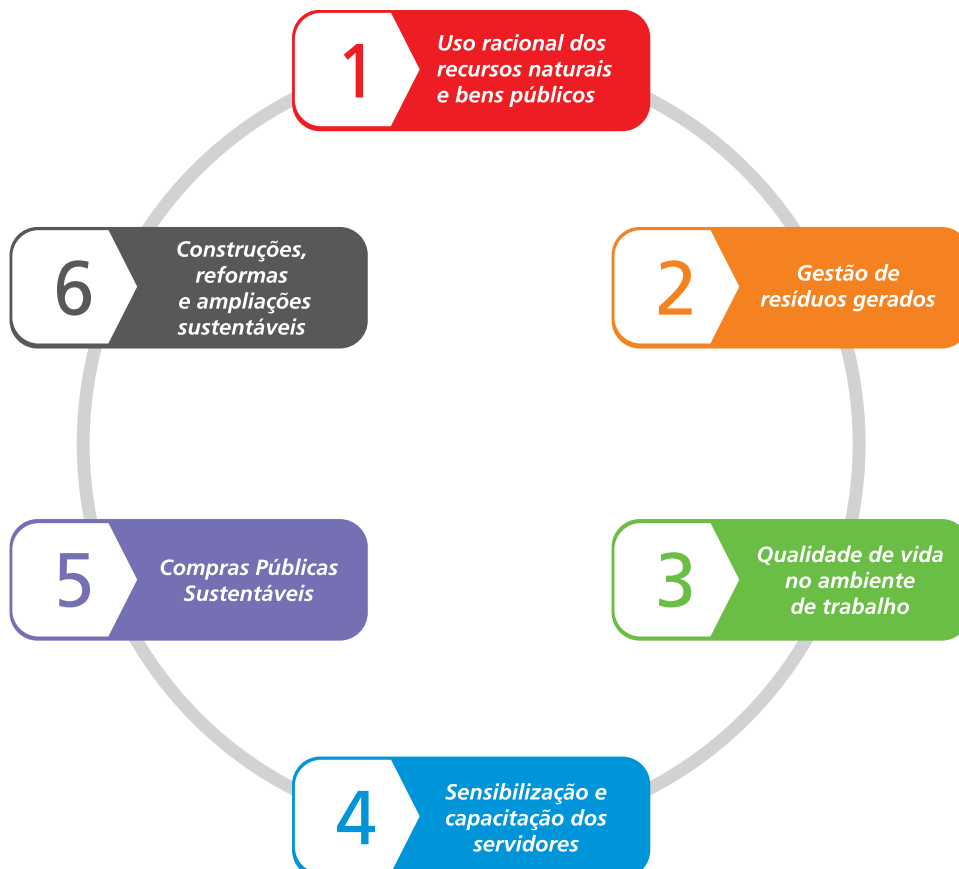 1
Uso racional dos
recursos naturais
e bens públicos
2
Gestão de
resíduos gerados
3
Qualidade de vida
no ambiente
de trabalho
4
Sensibilização e
capacitação dos
servidores
5
Compras Públicas
Sustentáveis
6
Construções,
reformas
e ampliações
sustentáveis